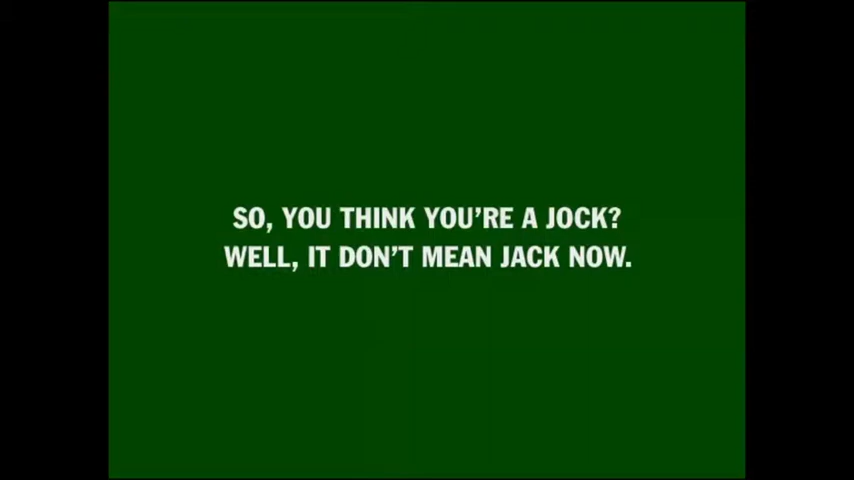 SO, YOU THINK YOU'RE A JOCK?
WELL, IT DON'T MEAN JACK NOW.